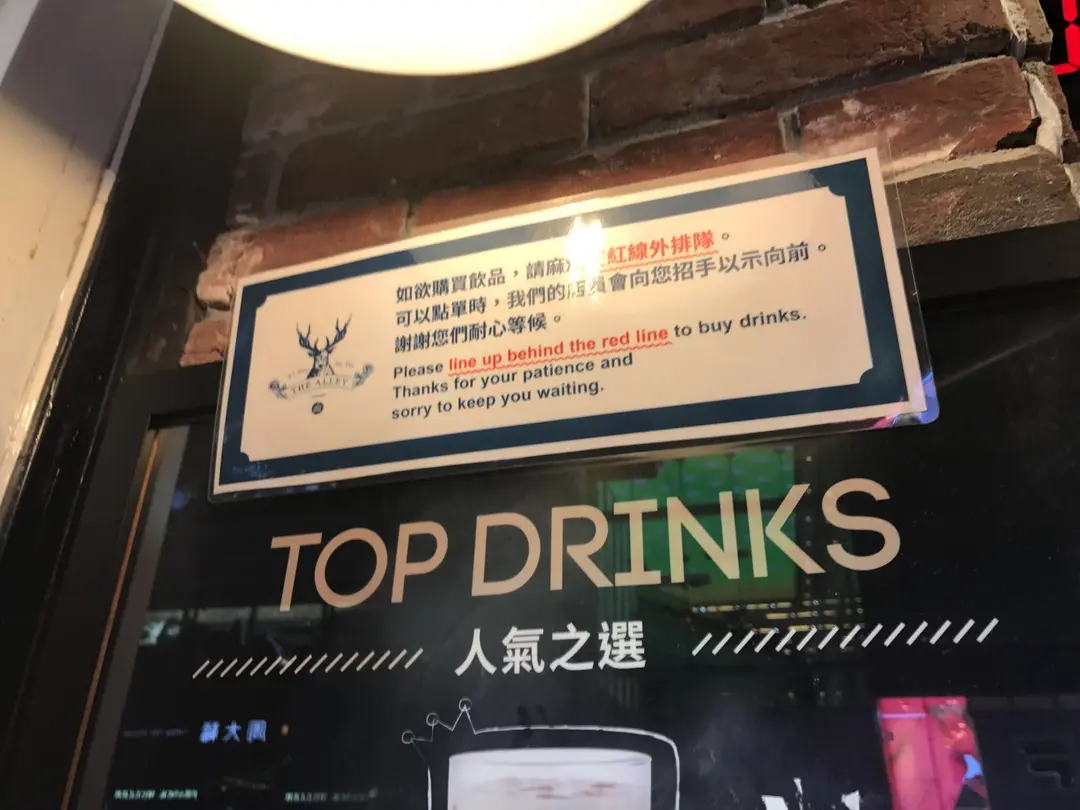 如欲購買飲品，請麻 紅線外排隊。
可以點單時，我們的店員會向您招手以示向前。
謝謝您們耐心等候。
Please line up behind the red line to buy drinks.
Thanks for your patience and
sorry to keep you waiting.
THE ALLEY
TOP DRINKS
人氣之選